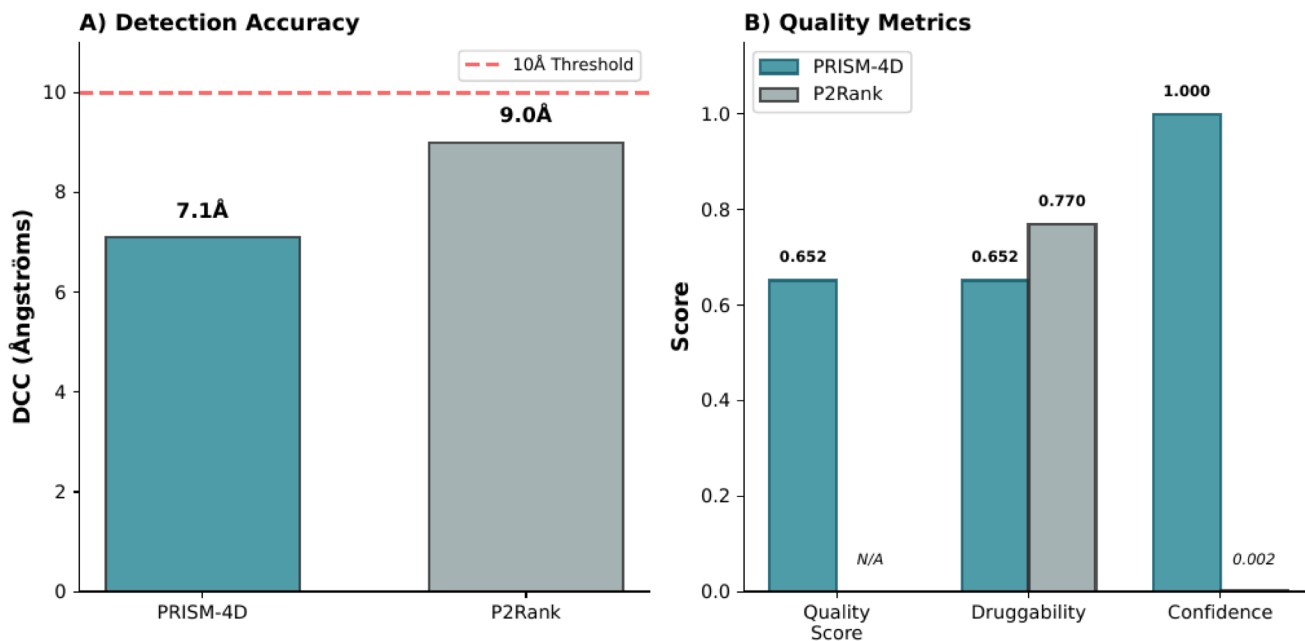 A) Detection Accuracy
10Å Threshold
DCC (Ångströms)
10
8
6
4
2
0
7.1Å
9.0Å
PRISM-4D
P2Rank
B) Quality Metrics
PRISM-4D
P2Rank
Score
1.0
0.8
0.6
0.4
0.2
0.0
0.652
N/A
0.652
0.770
1.000
0.002
Quality
Score
Druggability
Confidence